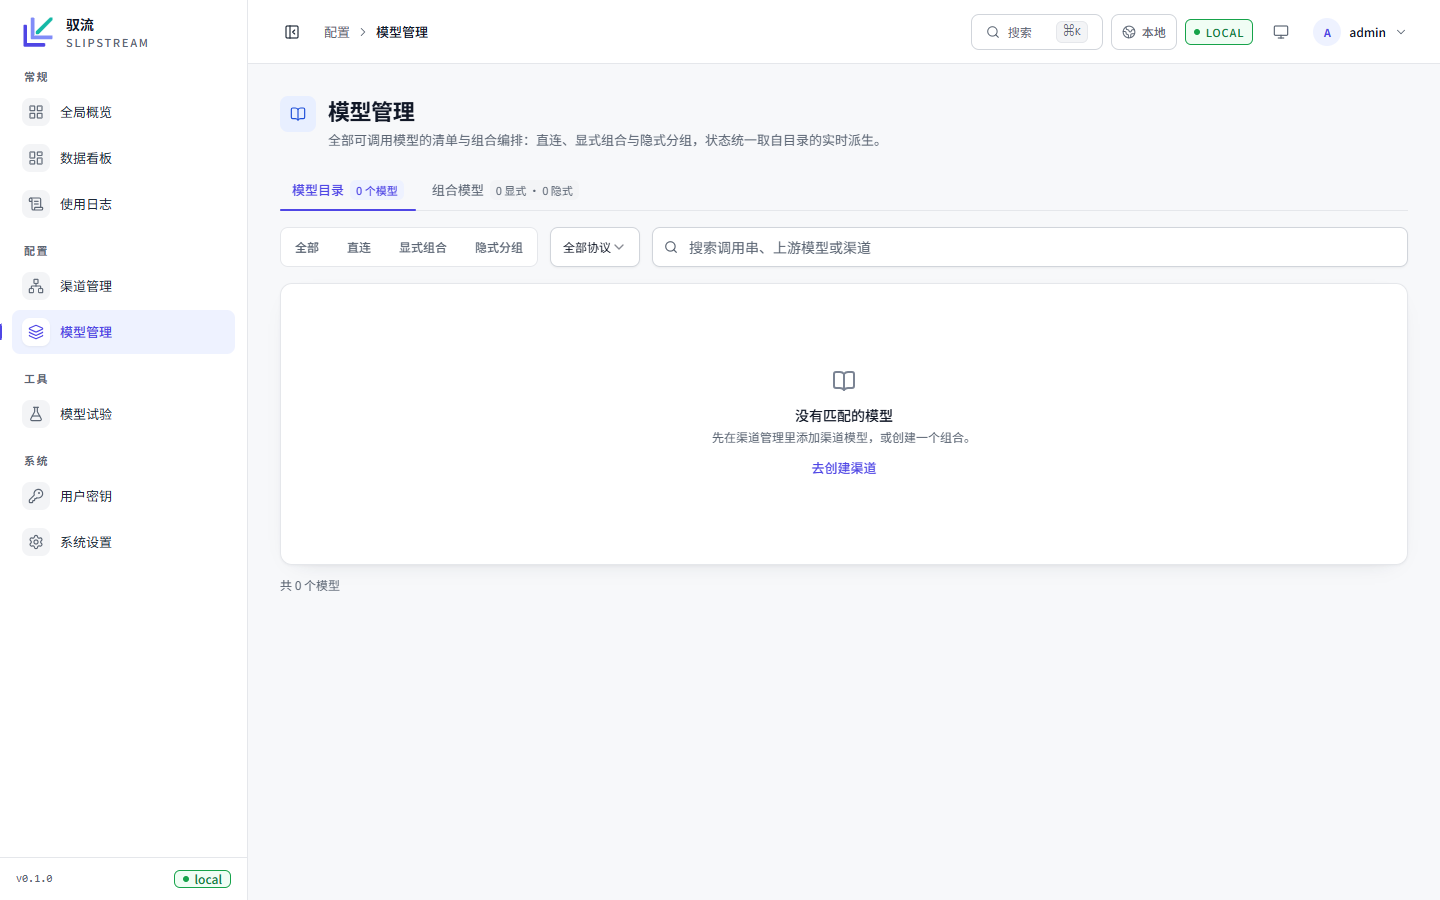 驭流
SLIPSTREAM
常规
全局概览
数据看板
使用日志
配置
渠道管理
模型管理
工具
模型试验
系统
用户密钥
系统设置
v0.1.0
local
配置
模型管理
搜索
⌘K
本地
LOCAL
A
admin
模型管理
全部可调用模型的清单与组合编排：直连、显式组合与隐式分组，状态统一取自目录的实时派生。
模型目录
0 个模型
组合模型
0 显式 · 0 隐式
全部
直连
显式组合
隐式分组
全部协议
搜索调用串、上游模型或渠道
没有匹配的模型
先在渠道管理里添加渠道模型，或创建一个组合。
去创建渠道
共 0 个模型